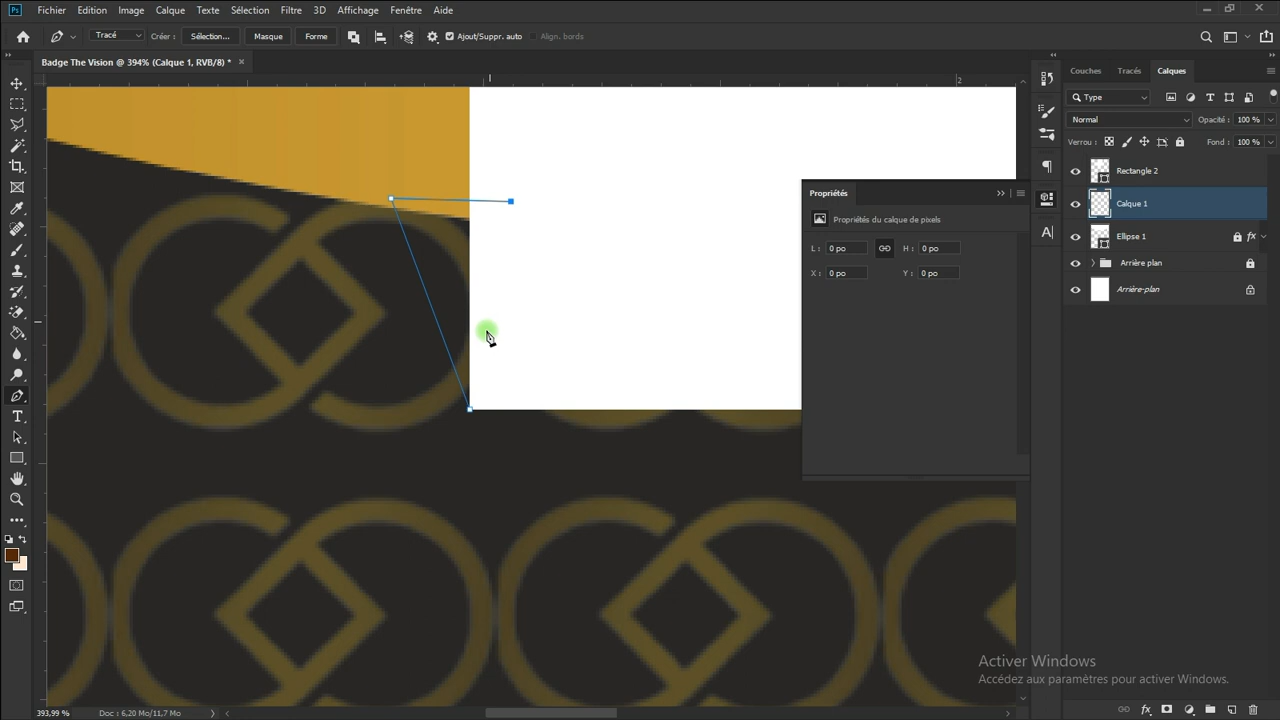 Ps Fichier Edition Image Calque Texte Sélection Filtre 3D Affichage Fenêtre Aide
Tracé Créer : Sélection... Masque Forme Ajout/Suppr. auto Align. bords
Badge The Vision @ 394% (Calque 1, RVB/8) *
2
Couches Tracés Calques
Type
Normal Opacité : 100 %
Verrou : Fond : 100 %
Rectangle 2
Calque 1
Ellipse 1 fx
Arrière plan
Arrière-plan
Propriétés
Propriétés du calque de pixels
L : 0 po H : 0 po
X : 0 po Y : 0 po
Activer Windows
Accédez aux paramètres pour activer Windows.
393,99 % Doc : 6,20 Mo/11,7 Mo